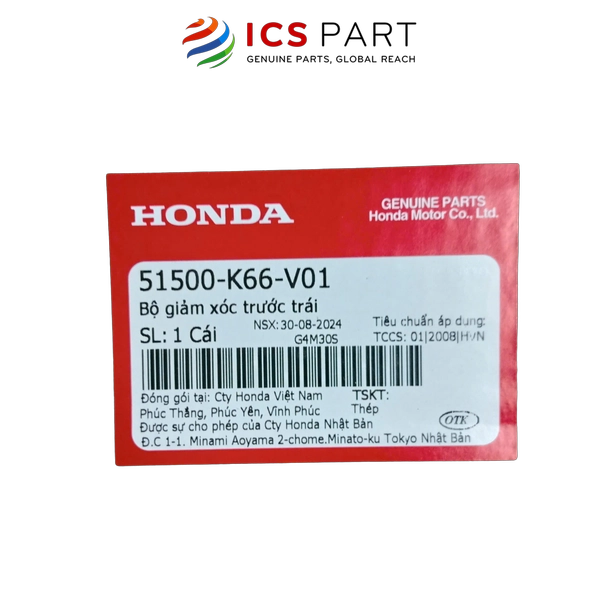 ICS PART
GENUINE PARTS, GLOBAL REACH
HONDA
GENUINE PARTS
Honda Motor Co., Ltd.
51500-K66-V01
Bộ giảm xóc trước trái
SL: 1 Cái
NSX: 30-08-2024
G4M30S
Tiêu chuẩn áp dụng:
TCCS: 01|2008|HVN
Đóng gói tại: Cty Honda Việt Nam
Phúc Thắng, Phúc Yên, Vĩnh Phúc
TSKT:
Thép
Được sự cho phép của Cty Honda Nhật Bản
Đ.C 1-1. Minami Aoyama 2-chome.Minato-ku Tokyo Nhật Bản
OTK